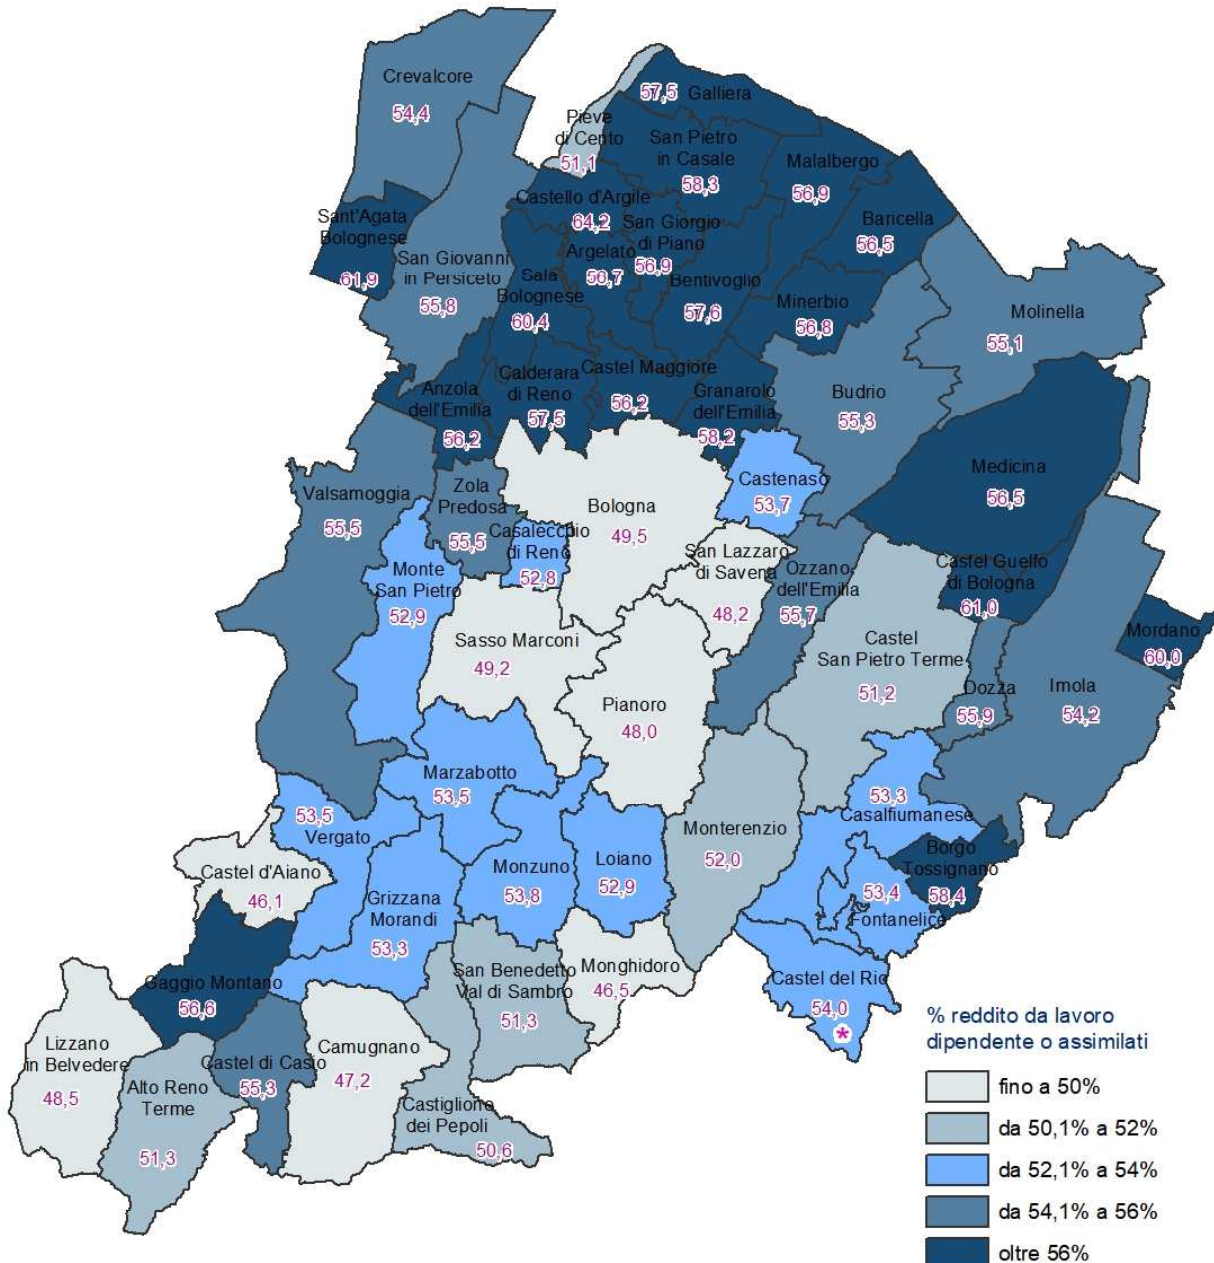 Crevalcore
54,4
57,5
Galliera
Pieve
di Cento
51,1
San Pietro
in Casale
58,3
Malalbergo
56,9
Castello d'Argile
64,2
Sant'Agata
Bolognese
61,9
San Giovanni
in Persiceto
55,8
San Giorgio
di Piano
56,9
Baricella
56,5
Argelato
56,7
Sala
Bolognese
60,4
Bentivoglio
57,6
Minerbio
56,8
Molinella
55,1
Anzola
dell'Emilia
56,2
Calderara
di Reno
57,5
Castel Maggiore
56,2
Granarolo
dell'Emilia
58,2
Budrio
55,3
Valsamoggia
55,5
Zola
Predosa
55,5
Bologna
49,5
Castenaso
53,7
Medicina
56,5
Casalecchio
di Reno
52,8
Monte
San Pietro
52,9
San Lazzaro
di Savena
48,2
Ozzano
dell'Emilia
55,7
Castel Guelfo
di Bologna
61,0
Sasso Marconi
49,2
Castel
San Pietro Terme
51,2
Mordano
60,0
Pianoro
48,0
Dozza
55,9
Imola
54,2
Marzabotto
53,5
53,5
Vergato
53,3
Casalfiumanese
Monterenzio
52,0
Castel d'Aiano
46,1
Monzuno
53,8
Loiano
52,9
Borgo
Tossignano
58,4
Grizzana
Morandi
53,3
53,4
Fontanelice
Gaggio Montano
56,6
San Benedetto
Val di Sambro
51,3
Monghidoro
46,5
Castel del Rio
54,0
*
Lizzano
in Belvedere
48,5
Alto Reno
Terme
51,3
Castel di Casio
55,3
Camugnano
47,2
Castiglione
dei Pepoli
50,6
% reddito da lavoro
dipendente o assimilati
fino a 50%
da 50,1% a 52%
da 52,1% a 54%
da 54,1% a 56%
oltre 56%